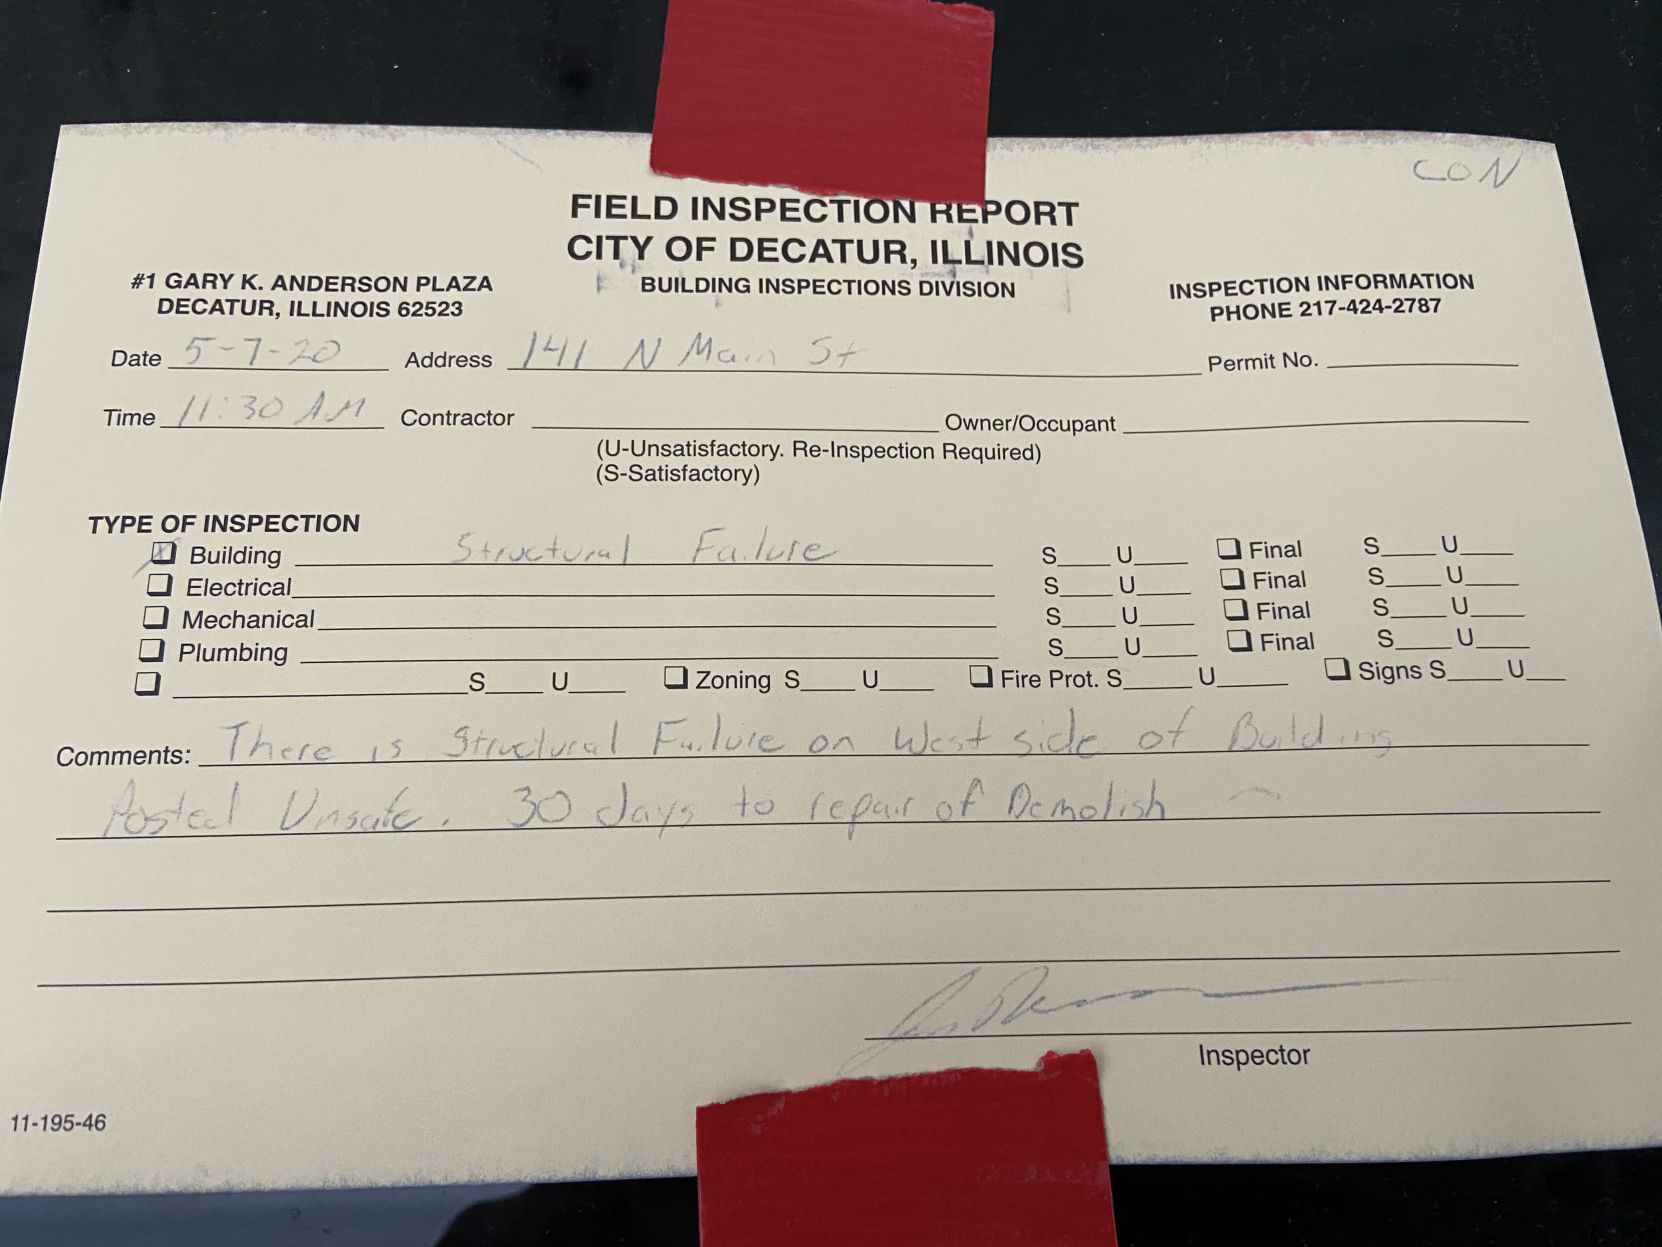 CON
FIELD INSPECTION REPORT
CITY OF DECATUR, ILLINOIS
BUILDING INSPECTIONS DIVISION
#1 GARY K. ANDERSON PLAZA
DECATUR, ILLINOIS 62523
INSPECTION INFORMATION
PHONE 217-424-2787
Date 5-7-20 Address 141 N Main St Permit No.
Time 11:30 AM Contractor Owner/Occupant
(U-Unsatisfactory. Re-Inspection Required)
(S-Satisfactory)
TYPE OF INSPECTION
Building Structural Failure S U Final S U
Electrical S U Final S U
Mechanical S U Final S U
Plumbing S U Final S U
S U Zoning S U Fire Prot. S U Signs S U
Comments: There is Structural Failure on West side of Building
Posted Unsafe. 30 days to repair of Demolish
Inspector
11-195-46